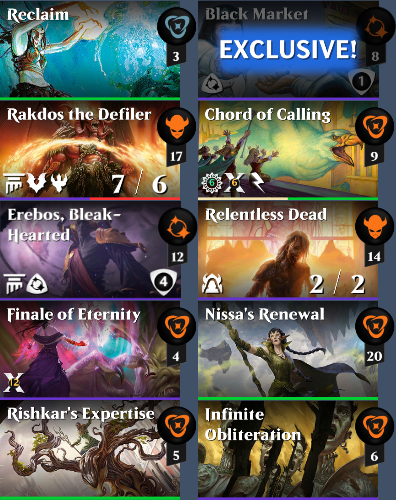 Reclaim
3
Black Market
EXCLUSIVE!
8
1
Rakdos the Defiler
17
7 / 6
Chord of Calling
9
6
X
6
Erebos, Bleak-
Hearted
12
4
Relentless Dead
14
2 / 2
Finale of Eternity
4
X
2
Nissa's Renewal
20
Rishkar's Expertise
5
Infinite
Obliteration
6